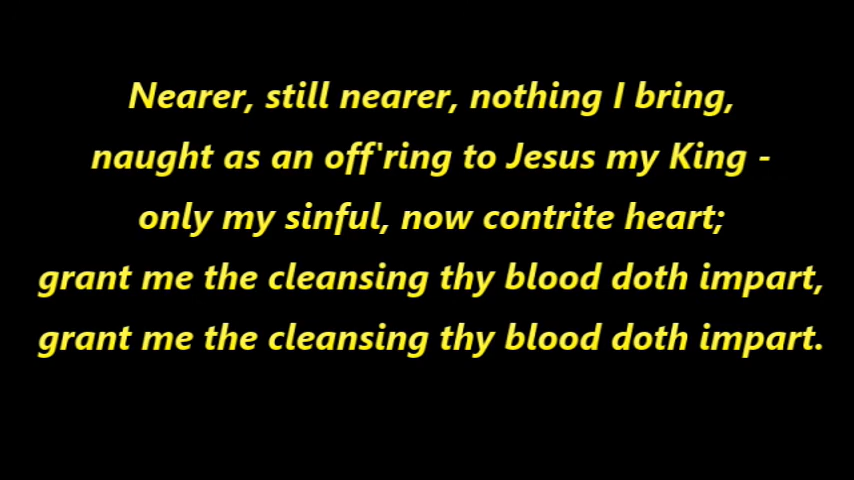 Nearer, still nearer, nothing I bring,
naught as an off'ring to Jesus my King -
only my sinful, now contrite heart;
grant me the cleansing thy blood doth impart,
grant me the cleansing thy blood doth impart.